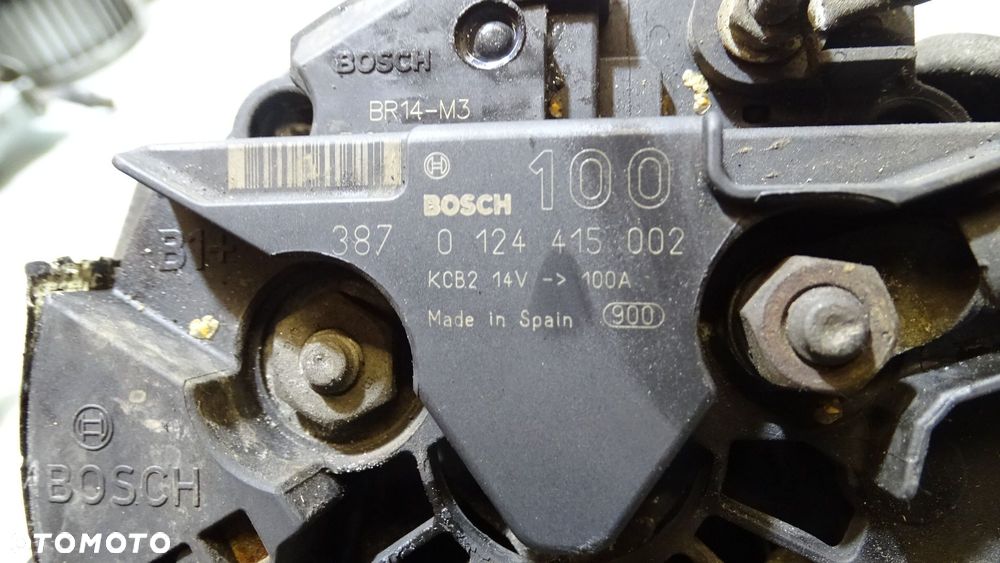 BOSCH
BR14-M3
BOSCH 100
387 0 124 415 002
KCB2 14V -> 100A
Made in Spain 900
B1+
BOSCH
OTOMOTO